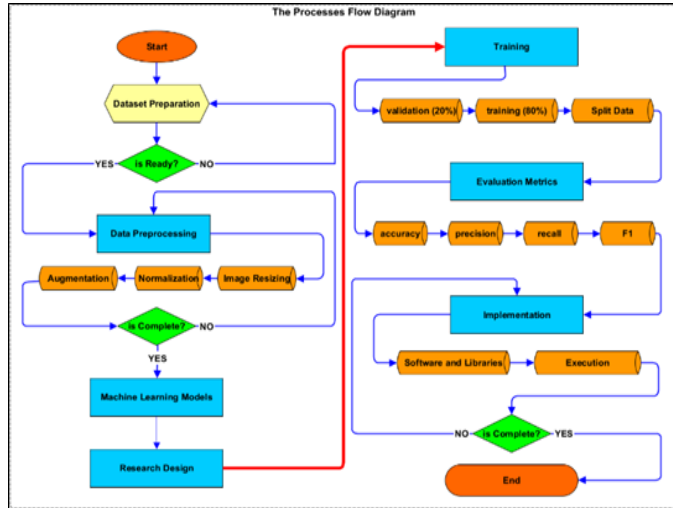 The Processes Flow Diagram
Start
Dataset Preparation
is Ready?
YES
NO
Data Preprocessing
Image Resizing
Normalization
Augmentation
is Complete?
NO
YES
Machine Learning Models
Research Design
Training
validation (20%)
training (80%)
Split Data
Evaluation Metrics
accuracy
precision
recall
F1
Implementation
Software and Libraries
Execution
is Complete?
NO
YES
End